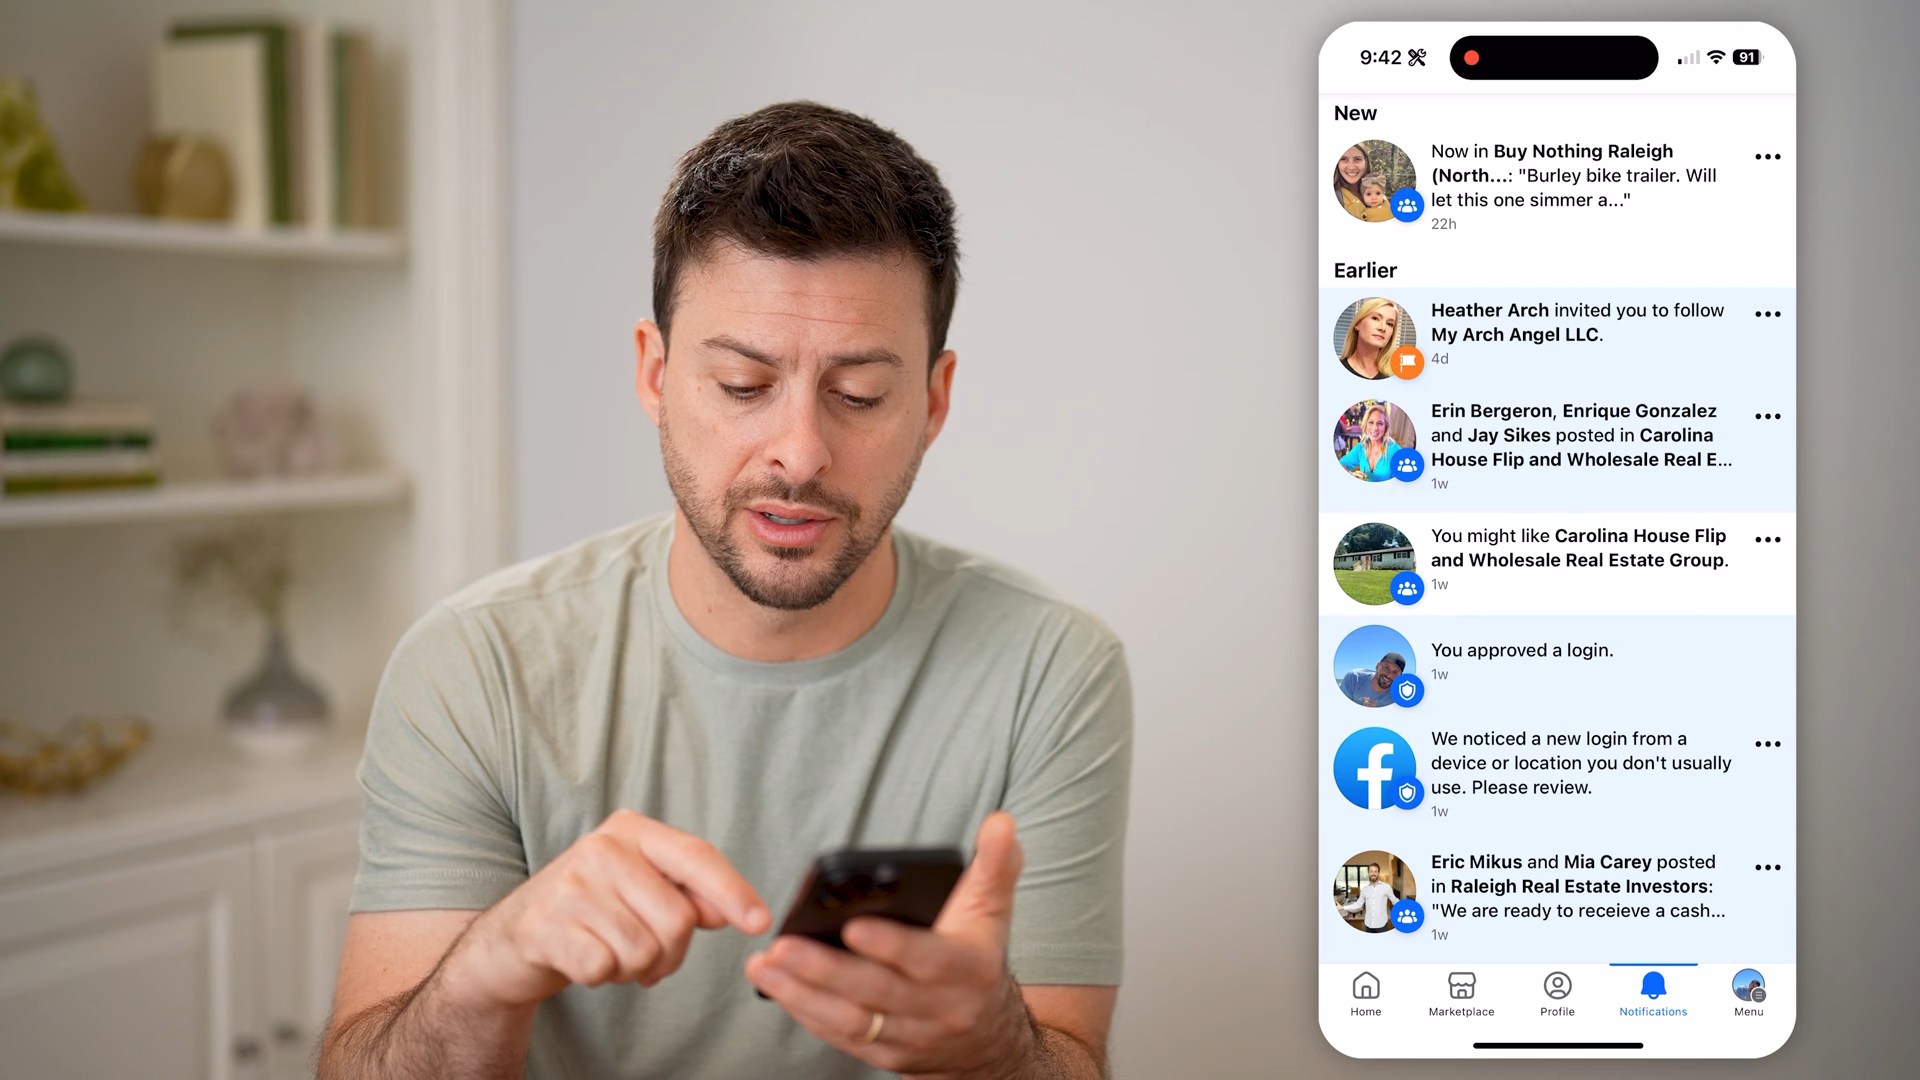 9:42
91
New
Now in Buy Nothing Raleigh
(North...: "Burley bike trailer. Will
let this one simmer a..."
22h
Earlier
Heather Arch invited you to follow
My Arch Angel LLC.
4d
Erin Bergeron, Enrique Gonzalez
and Jay Sikes posted in Carolina
House Flip and Wholesale Real E...
1w
You might like Carolina House Flip
and Wholesale Real Estate Group.
1w
You approved a login.
1w
We noticed a new login from a
device or location you don't usually
use. Please review.
1w
Eric Mikus and Mia Carey posted
in Raleigh Real Estate Investors:
"We are ready to receieve a cash...
1w
Home
Marketplace
Profile
Notifications
Menu